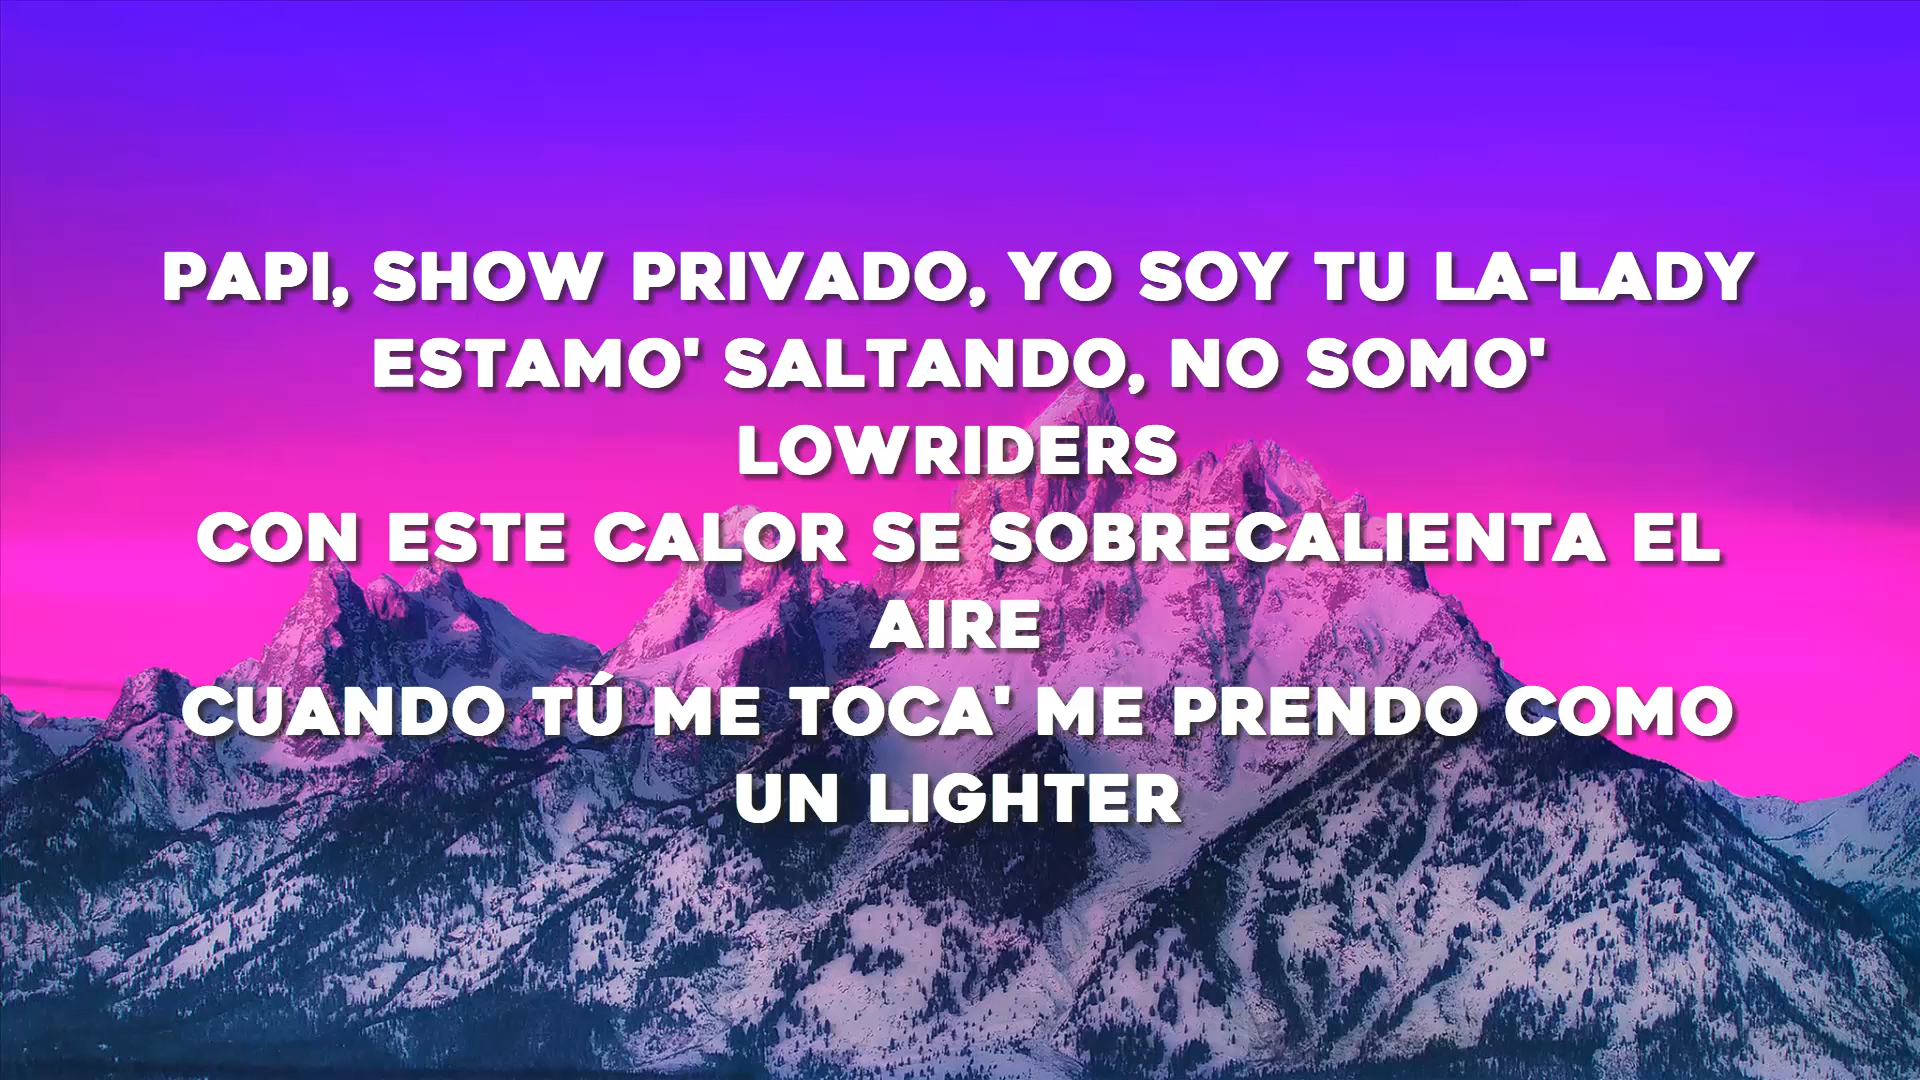 PAPI, SHOW PRIVADO, YO SOY TU LA-LADY
ESTAMO' SALTANDO, NO SOMO'
LOWRIDERS
CON ESTE CALOR SE SOBRECALIENTA EL
AIRE
CUANDO TÚ ME TOCA' ME PRENDO COMO
UN LIGHTER